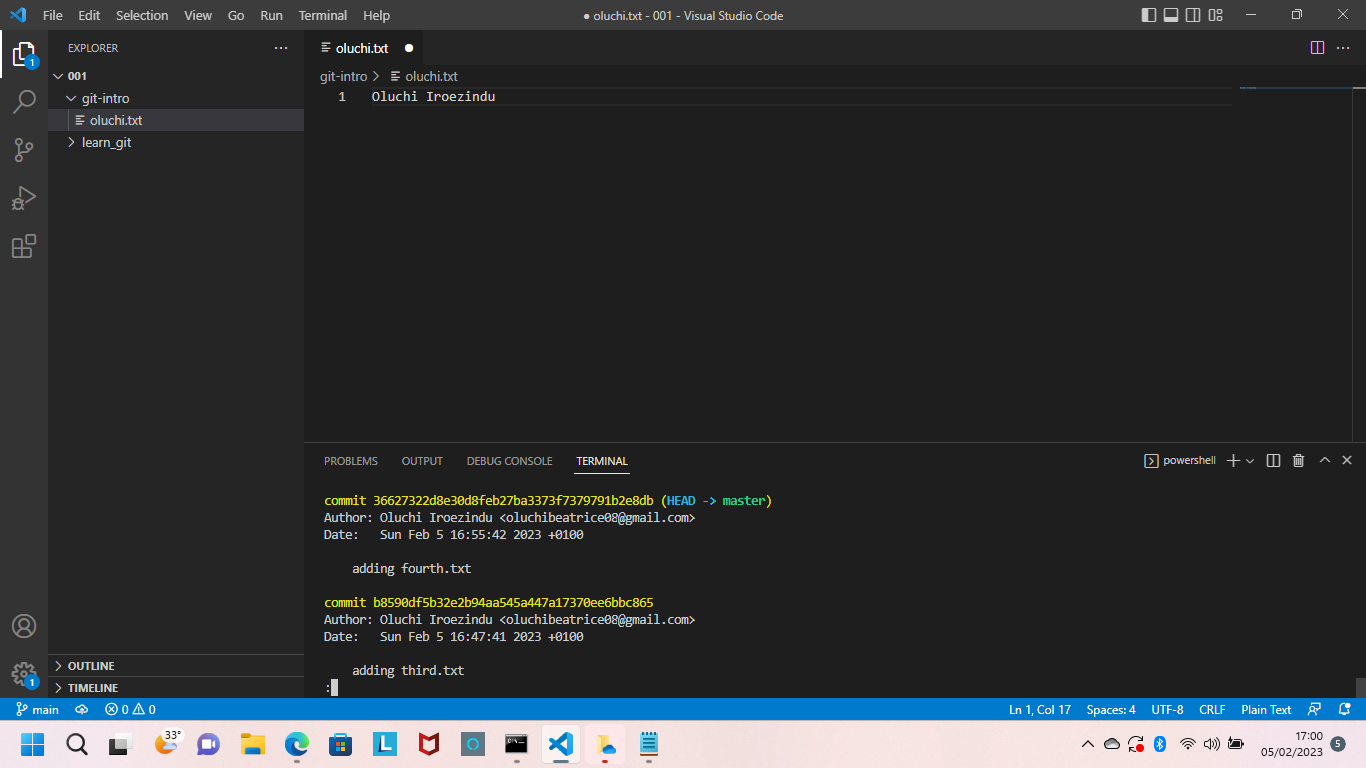 File Edit Selection View Go Run Terminal Help
● oluchi.txt - 001 - Visual Studio Code
1
EXPLORER
001
git-intro
oluchi.txt
learn_git
OUTLINE
TIMELINE
1
oluchi.txt
git-intro > oluchi.txt
1 Oluchi Iroezindu
PROBLEMS OUTPUT DEBUG CONSOLE TERMINAL
powershell
commit 36627322d8e30d8feb27ba3373f7379791b2e8db (HEAD -> master)
Author: Oluchi Iroezindu <oluchibeatrice08@gmail.com>
Date: Sun Feb 5 16:55:42 2023 +0100
adding fourth.txt
commit b8590df5b32e2b94aa545a447a17370ee6bbc865
Author: Oluchi Iroezindu <oluchibeatrice08@gmail.com>
Date: Sun Feb 5 16:47:41 2023 +0100
adding third.txt
:
main 0 0 Ln 1, Col 17 Spaces: 4 UTF-8 CRLF Plain Text
33°
L
17:00
05/02/2023
5